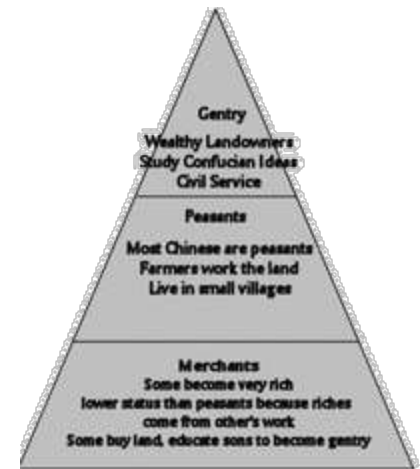 Gentry
Wealthy Landowners
Study Confucian Ideas
Civil Service
Peasants
Most Chinese are peasants
Farmers work the land
Live in small villages
Merchants
Some become very rich
lower status than peasants because riches
come from other's work
Some buy land, educate sons to become gentry